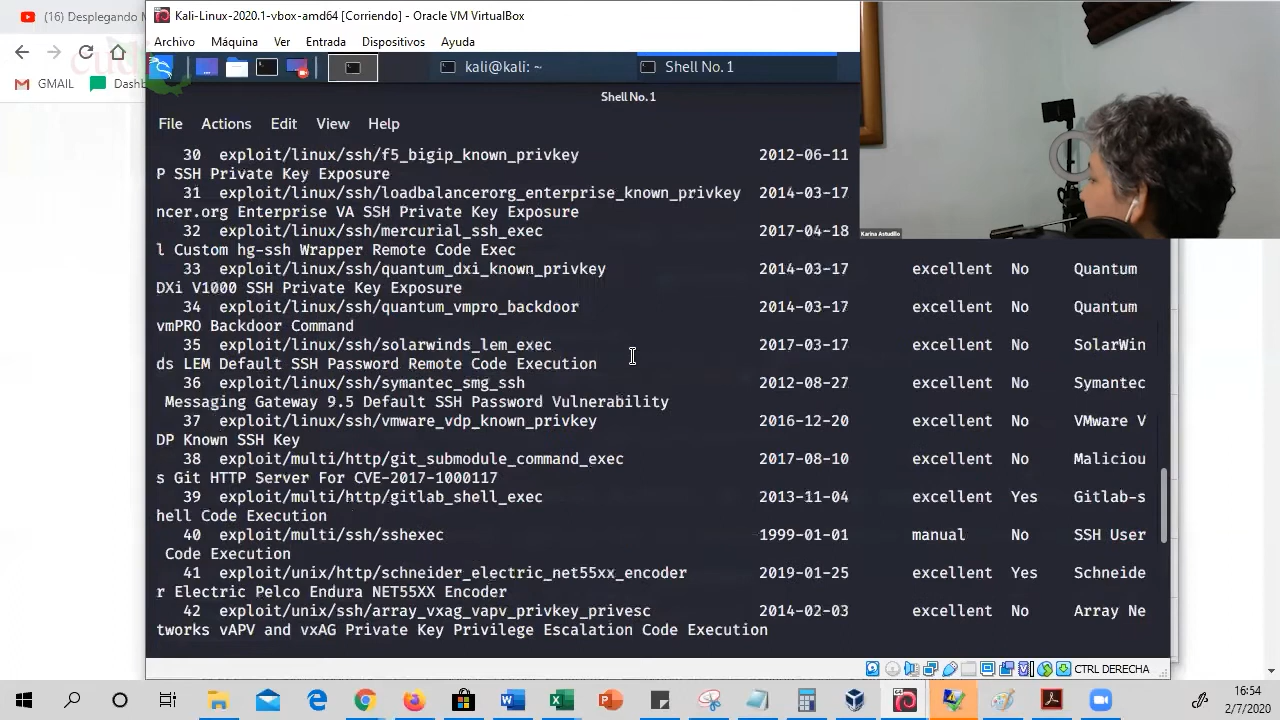 (16) Desplegando M
Kali-Linux-2020.1-vbox-amd64 [Corriendo] - Oracle VM VirtualBox
Archivo Máquina Ver Entrada Dispositivos Ayuda
GMAIL
Dashb
kali@kali: ~
Shell No. 1
Shell No. 1
File Actions Edit View Help
30 exploit/linux/ssh/f5_bigip_known_privkey 2012-06-11
P SSH Private Key Exposure
31 exploit/linux/ssh/loadbalancerorg_enterprise_known_privkey 2014-03-17
ncer.org Enterprise VA SSH Private Key Exposure
32 exploit/linux/ssh/mercurial_ssh_exec 2017-04-18
l Custom hg-ssh Wrapper Remote Code Exec
33 exploit/linux/ssh/quantum_dxi_known_privkey 2014-03-17 excellent No Quantum
DXi V1000 SSH Private Key Exposure
34 exploit/linux/ssh/quantum_vmpro_backdoor 2014-03-17 excellent No Quantum
vmPRO Backdoor Command
35 exploit/linux/ssh/solarwinds_lem_exec 2017-03-17 excellent No SolarWin
ds LEM Default SSH Password Remote Code Execution
36 exploit/linux/ssh/symantec_smg_ssh 2012-08-27 excellent No Symantec
Messaging Gateway 9.5 Default SSH Password Vulnerability
37 exploit/linux/ssh/vmware_vdp_known_privkey 2016-12-20 excellent No VMware V
DP Known SSH Key
38 exploit/multi/http/git_submodule_command_exec 2017-08-10 excellent No Maliciou
s Git HTTP Server For CVE-2017-1000117
39 exploit/multi/http/gitlab_shell_exec 2013-11-04 excellent Yes Gitlab-s
hell Code Execution
40 exploit/multi/ssh/sshexec 1999-01-01 manual No SSH User
Code Execution
41 exploit/unix/http/schneider_electric_net55xx_encoder 2019-01-25 excellent Yes Schneide
r Electric Pelco Endura NET55XX Encoder
42 exploit/unix/ssh/array_vxag_vapv_privkey_privesc 2014-02-03 excellent No Array Ne
tworks vAPV and vxAG Private Key Privilege Escalation Code Execution
Karina Astudillo
CTRL DERECHA
16:54
2/7/2020